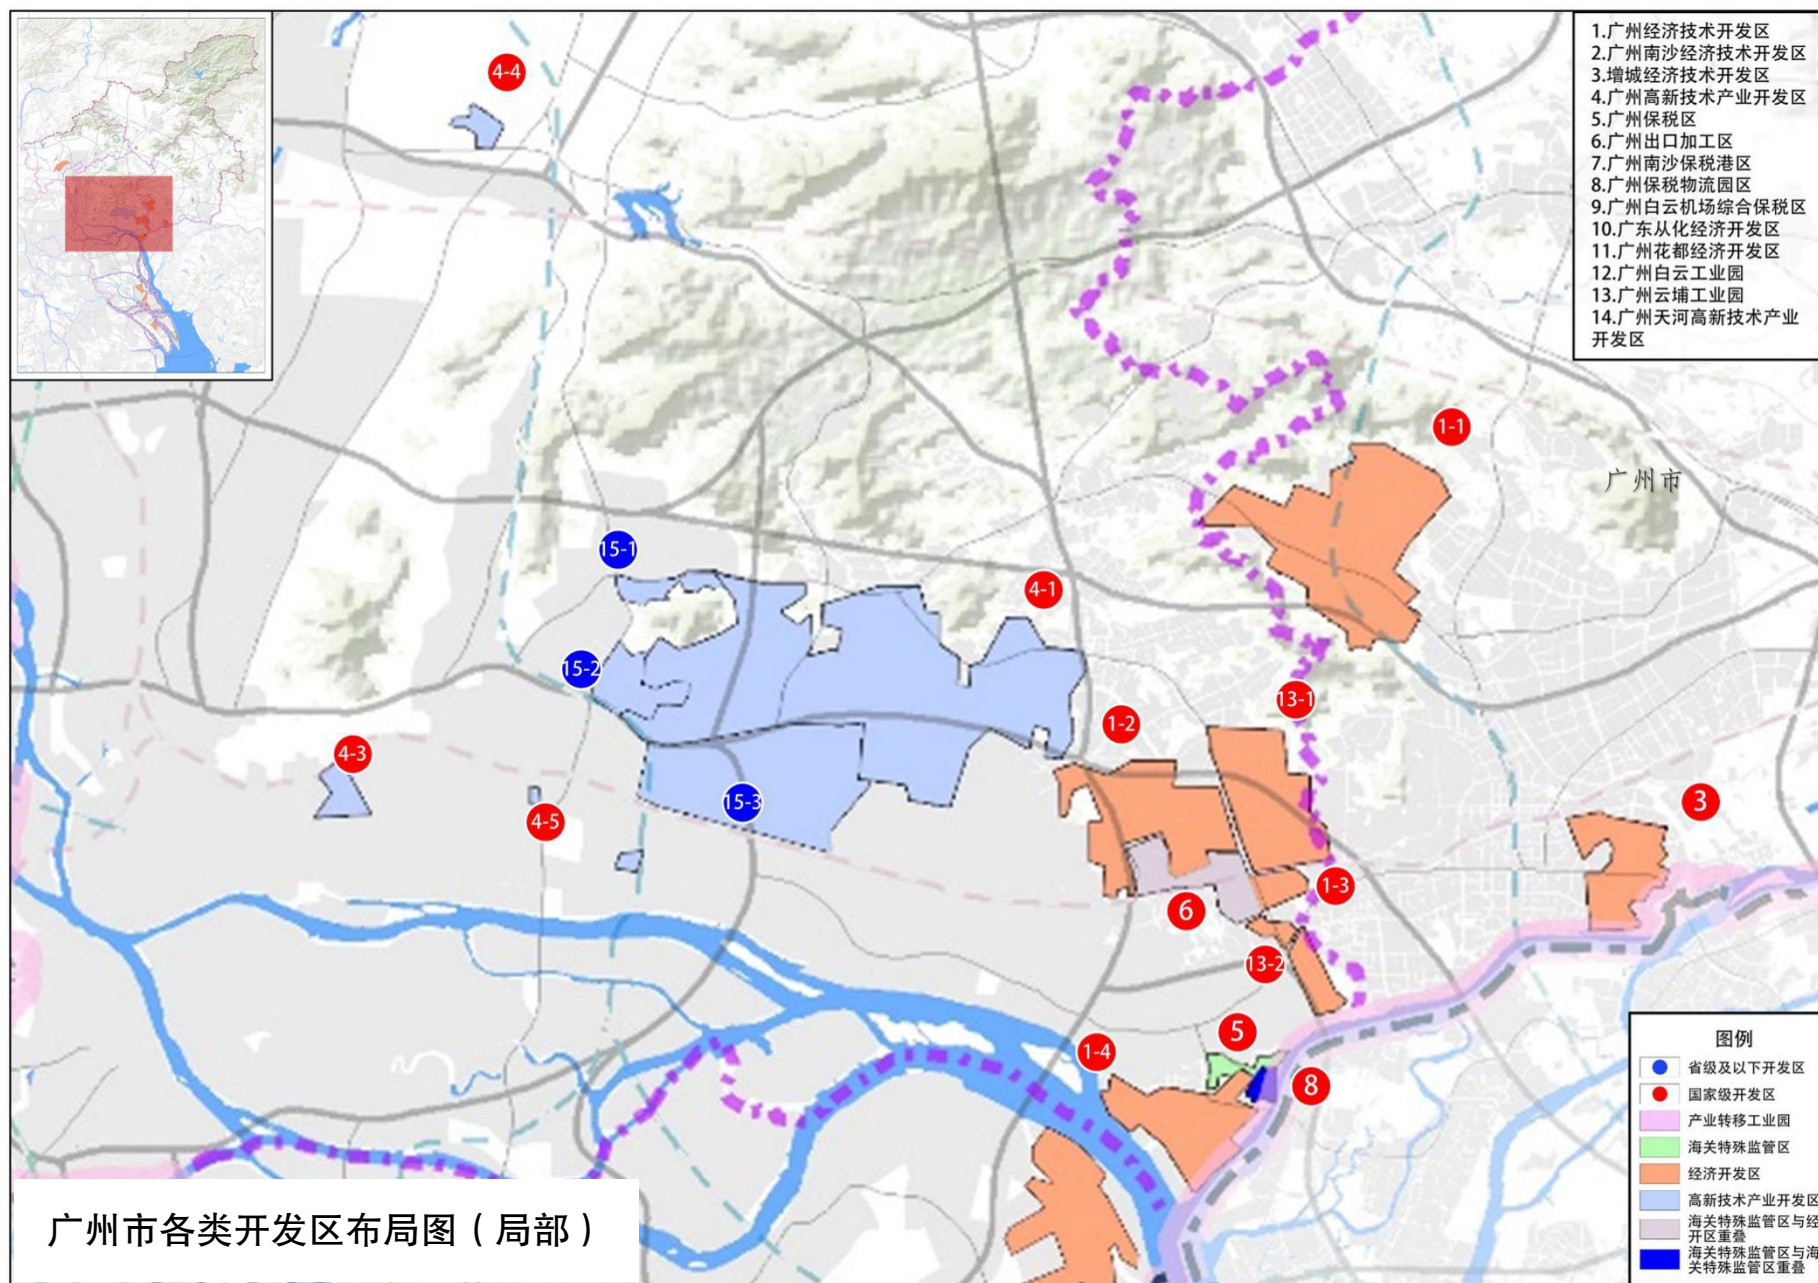 1.广州经济技术开发区
2.广州南沙经济技术开发区
3.增城经济技术开发区
4.广州高新技术产业开发区
5.广州保税区
6.广州出口加工区
7.广州南沙保税港区
8.广州保税物流园区
9.广州白云机场综合保税区
10.广东从化经济开发区
11.广州花都经济开发区
12.广州白云工业园
13.广州云埔工业园
14.广州天河高新技术产业
开发区
4-4
1-1
广州市
15-1
4-1
15-2
13-1
1-2
4-3
15-3
3
4-5
1-3
6
13-2
5
1-4
8
图例
省级及以下开发区
国家级开发区
产业转移工业园
海关特殊监管区
经济开发区
高新技术产业开发区
海关特殊监管区与经
开区重叠
海关特殊监管区与海
关特殊监管区重叠
广州市各类开发区布局图（局部）